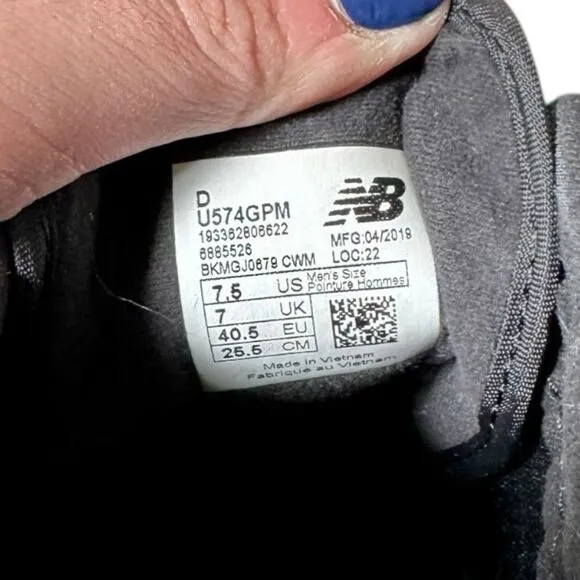 D
U574GPM
193362806622
6885526
BKMGJ0679 CWM
NB
MFG:04/2019
LOC:22
7.5 US Men's Size
Pointure Hommes
7 UK
40.5 EU
25.5 CM
Made in Vietnam
Fabrique au Vietnam